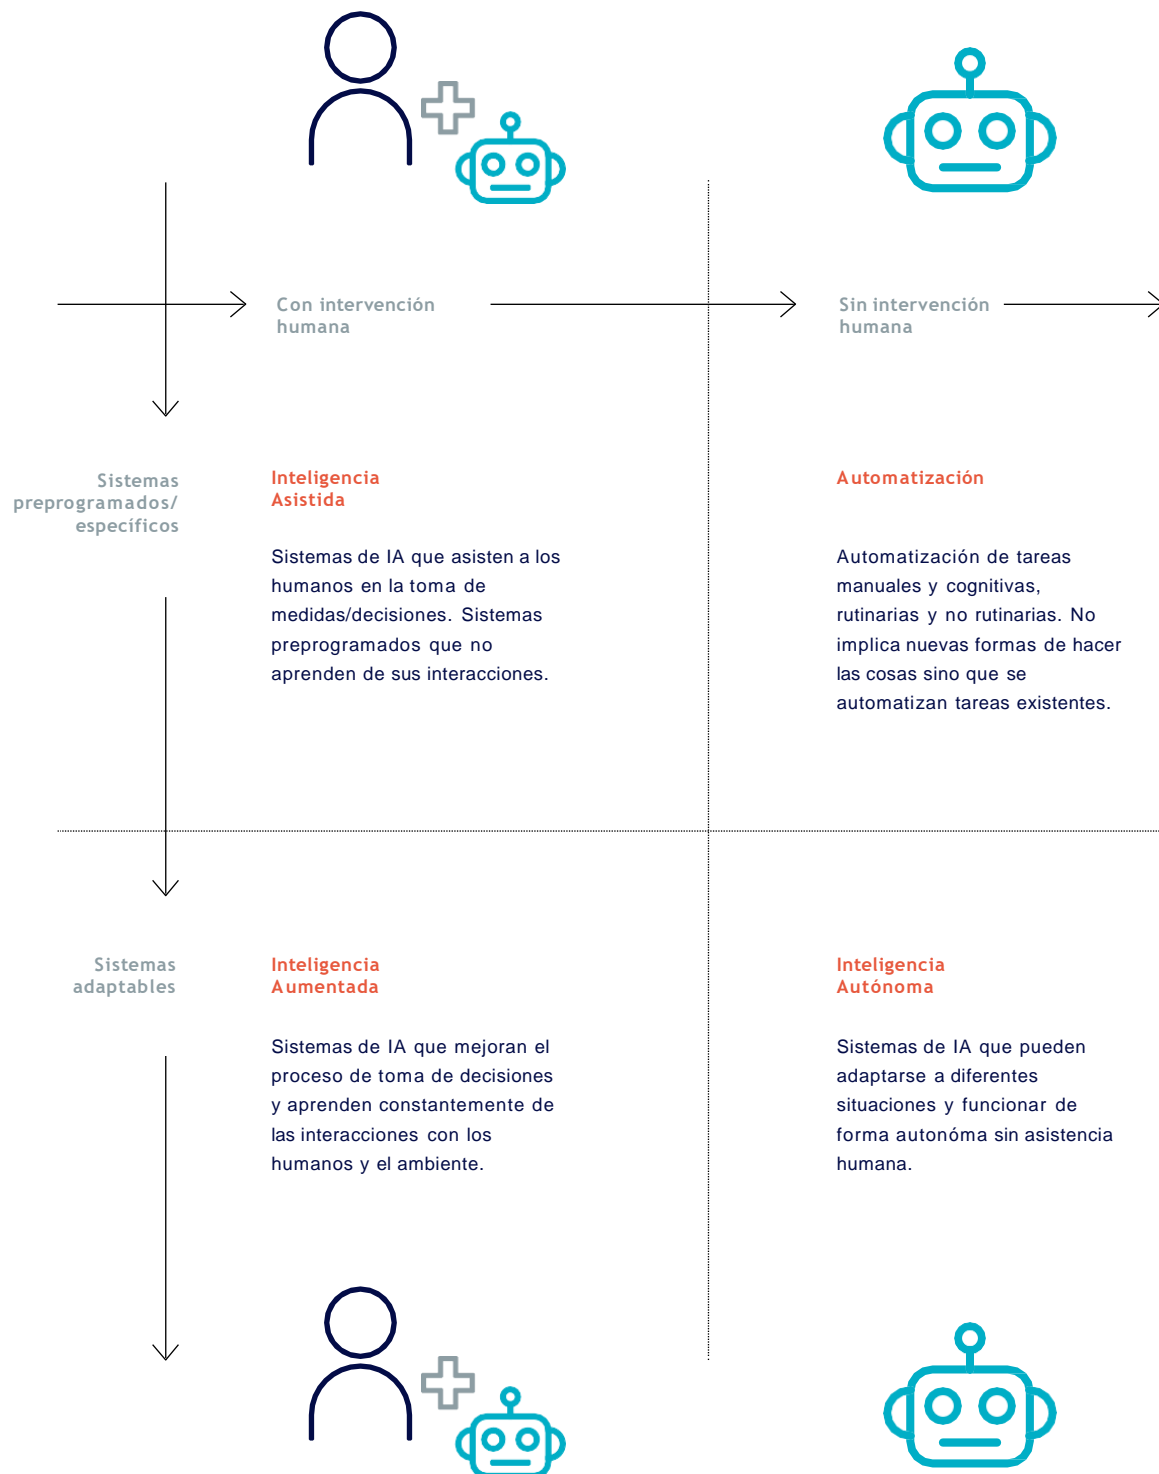 Con intervención
humana
Sin intervención
humana
Sistemas
preprogramados/
específicos
Inteligencia
Asistida
Sistemas de IA que asisten a los
humanos en la toma de
medidas/decisiones. Sistemas
preprogramados que no
aprenden de sus interacciones.
Automatización
Automatización de tareas
manuales y cognitivas,
rutinarias y no rutinarias. No
implica nuevas formas de hacer
las cosas sino que se
automatizan tareas existentes.
Sistemas
adaptables
Inteligencia
Aumentada
Sistemas de IA que mejoran el
proceso de toma de decisiones
y aprenden constantemente de
las interacciones con los
humanos y el ambiente.
Inteligencia
Autónoma
Sistemas de IA que pueden
adaptarse a diferentes
situaciones y funcionar de
forma autonóma sin asistencia
humana.